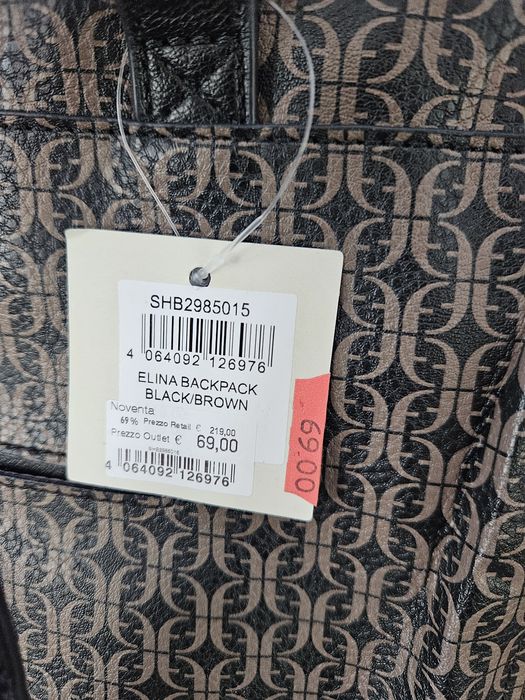 SHB2985015
4 064092 126976
ELINA BACKPACK
BLACK/BROWN
Noventa
69% Prezzo Retail € 219,00
Prezzo Outlet € 69,00
SHB2985015
4 064092 126976
69.00